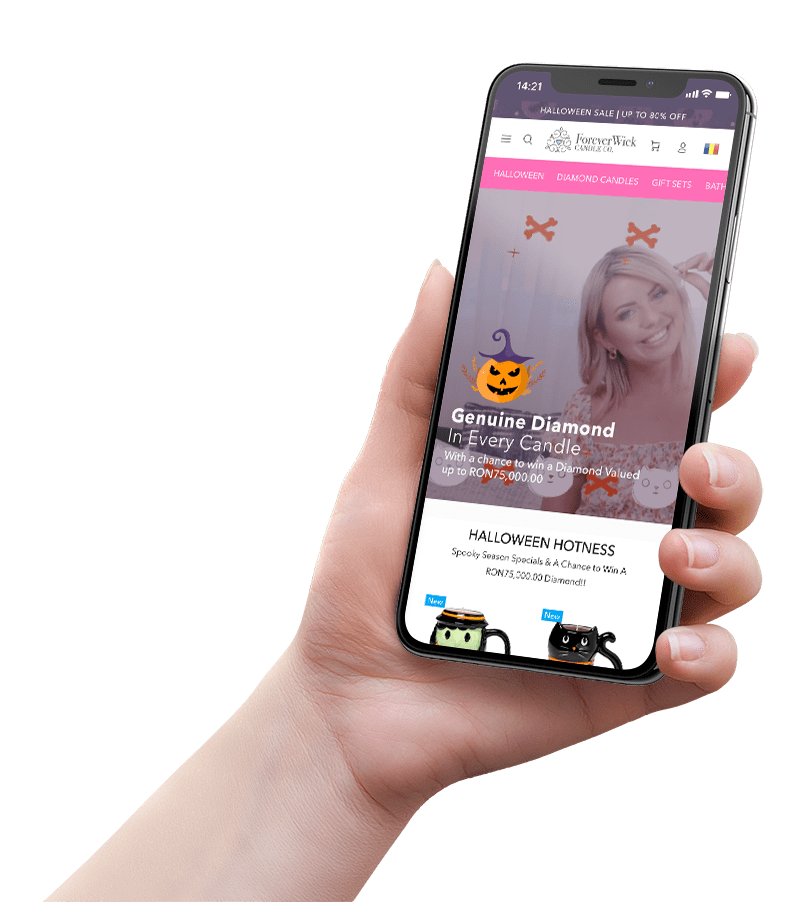 14:21
HALLOWEEN SALE | UP TO 80% OFF
ForeverWick
CANDLE CO.
HALLOWEEN DIAMOND CANDLES GIFT SETS BATH
Genuine Diamond
In Every Candle
With a chance to win a Diamond Valued
up to RON75,000.00
HALLOWEEN HOTNESS
Spooky Season Specials & A Chance to Win A
RON75,000.00 Diamond!!
New New